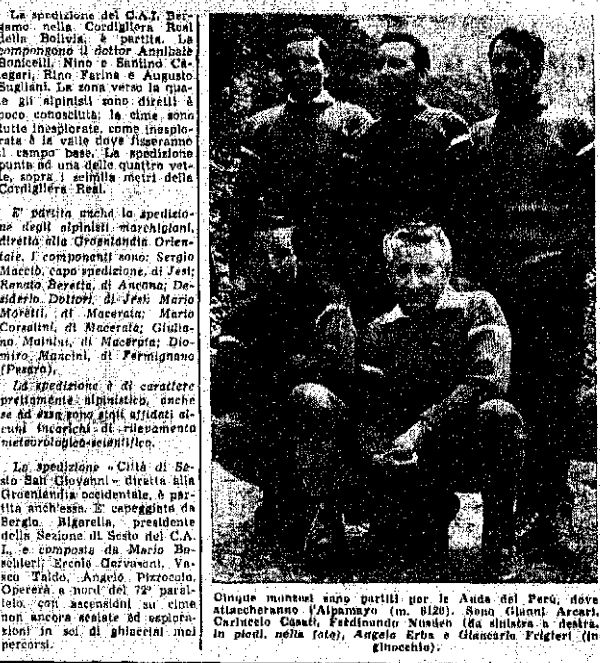 La spedizione del C.A.I. Ber-
gamo nella Cordigliera Real
della Bolivia, è partita. La
compongono il dottor Annibale
Bonicelli, Nino e Santino Ca-
legari, Rino Farina e Augusto
Sugliani. La zona verso la qua-
le gli alpinisti sono diretti è
poco conosciuta; le cime sono
tutte inesplorate, come inesplo-
rata è la valle dove fisseranno
il campo base. La spedizione
punta ad una delle quattro vet-
te, sopra i seimila metri della
Cordigliera Real.
E' partita anche la spedizio-
ne degli alpinisti marchigiani,
diretta alla Groenlandia Orien-
tale. I componenti sono: Sergio
Macciò, capo spedizione, di Jesi;
Renato Beretta, di Ancona; De-
siderio Dottori, di Jesi; Mario
Moretti, di Macerata; Mario
Corsalini, di Macerata; Giulia-
no Mainini, di Macerata; Dio-
miro Mancini, di Fermignano
(Pesaro).
La spedizione è di carattere
prettamente alpinistico, anche
se ad essa sono stati affidati al-
cuni incarichi di rilevamento
meteorologico-scientifico.
La spedizione «Città di Se-
sto San Giovanni» diretta alla
Groenlandia occidentale, è par-
tita anch'essa. E' capeggiata da
Sergio Bigarella, presidente
della Sezione di Sesto del C.A.
I., e composta da Mario
Ercole Gervasoni, Va-
sco Taldo, Angelo Pizzocolo.
Opererà a nord del 72° paral-
lelo, con ascensioni su cime
non ancora scalate ed esplora-
zioni in sci di ghiacciai mai
percorsi.
Cinque monzesi sono partiti per le Ande del Perù, dove
attaccheranno l'Alpamayo (m. 6120). Sono Gianni Arcari,
Carluccio Casati, Ferdinando Nusdeo (da sinistra a destra,
in piedi, nella foto), Angelo Erba e Giancarlo Frigieri (in
ginocchio).